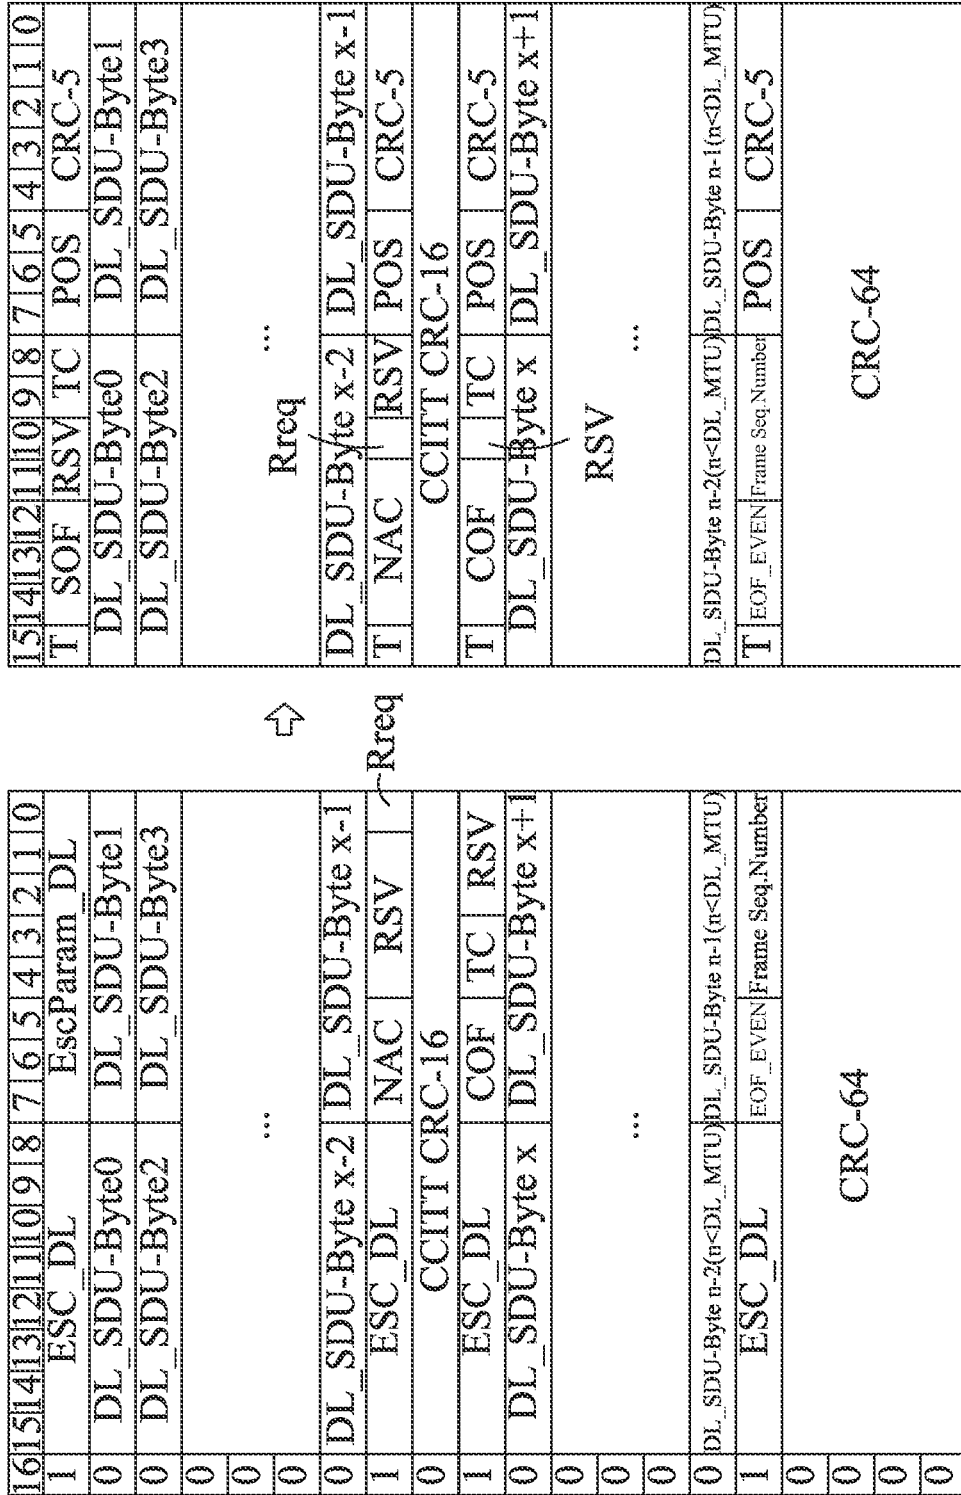 16 15 14 13 12 11 10 9 8 7 6 5 4 3 2 1 0
1 ESC_DL EscParam_DL
0 DL_SDU-Byte0 DL_SDU-Byte1
0 DL_SDU-Byte2 DL_SDU-Byte3
0
0 ...
0
0 DL_SDU-Byte x-2 DL_SDU-Byte x-1
1 ESC_DL NAC RSV
Rreq
0 CCITT CRC-16
1 ESC_DL COF TC RSV
0 DL_SDU-Byte x DL_SDU-Byte x+1
0
0 ...
0
0 DL_SDU-Byte n-2(n<DL_MTU) DL_SDU-Byte n-1(n<DL_MTU)
1 ESC_DL EOF_EVEN Frame Seq.Number
0
0 CRC-64
0
0
15 14 13 12 11 10 9 8 7 6 5 4 3 2 1 0
T SOF RSV TC POS CRC-5
DL_SDU-Byte0 DL_SDU-Byte1
DL_SDU-Byte2 DL_SDU-Byte3
...
Rreq
DL_SDU-Byte x-2 DL_SDU-Byte x-1
T NAC RSV POS CRC-5
CCITT CRC-16
T COF TC POS CRC-5
DL_SDU-Byte x DL_SDU-Byte x+1
RSV
...
DL_SDU-Byte n-2(n<DL_MTU) DL_SDU-Byte n-1(n<DL_MTU)
T EOF_EVEN Frame Seq.Number POS CRC-5
CRC-64